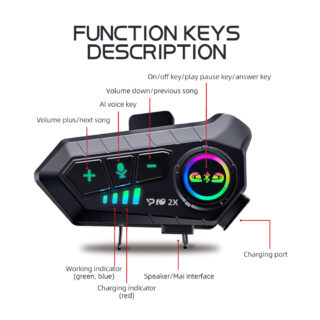 FUNCTION KEYS
DESCRIPTION
On/off key/play pause key/answer key
Volume down/previous song
AI voice key
Volume plus/next song
2X
Charging port
Working indicator
(green, blue)
Speaker/Mai interface
Charging indicator
(red)